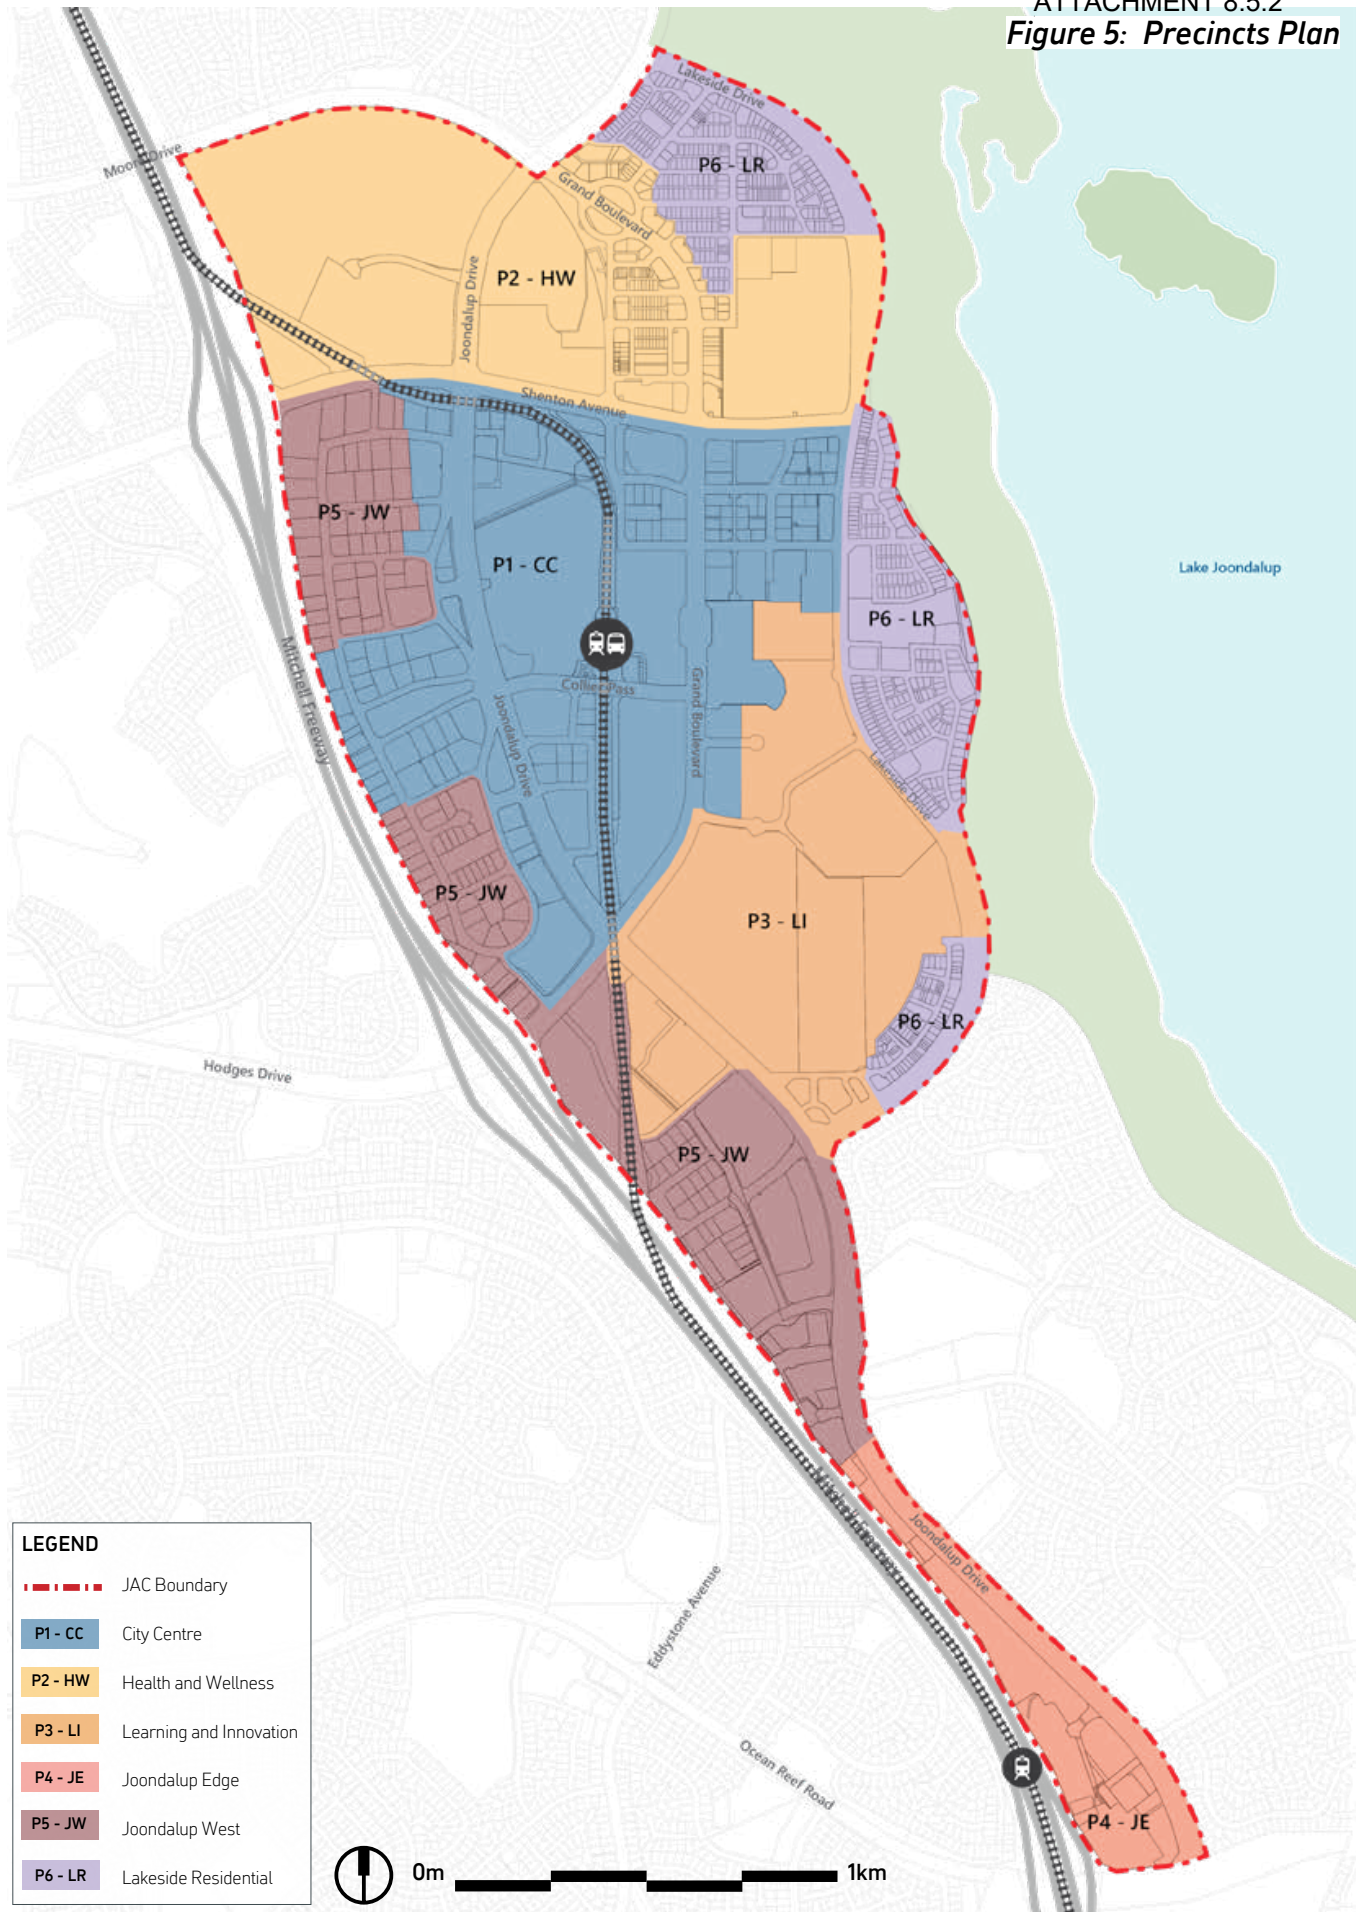 ATTACHMENT 8.5.2
Figure 5: Precincts Plan
Lakeside Drive
Moore Drive
P6 - LR
Grand Boulevard
P2 - HW
Joondalup Drive
Shenton Avenue
P5 - JW
P1 - CC
Lake Joondalup
P6 - LR
Mitchell Freeway
Collier Pass
Grand Boulevard
Joondalup Drive
Lakeside Drive
P5 - JW
P3 - LI
P6 - LR
Hodges Drive
P5 - JW
Mitchell Freeway
Joondalup Drive
Eddystone Avenue
Ocean Reef Road
P4 - JE
LEGEND
JAC Boundary
P1 - CC City Centre
P2 - HW Health and Wellness
P3 - LI Learning and Innovation
P4 - JE Joondalup Edge
P5 - JW Joondalup West
P6 - LR Lakeside Residential
0m 1km